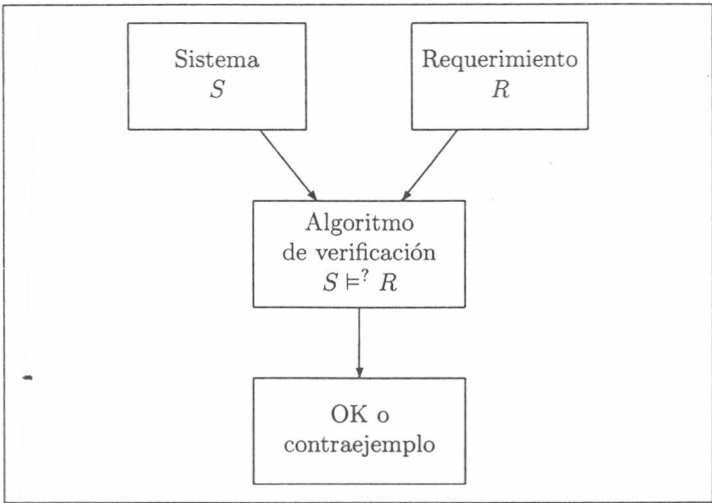 Sistema
S
Requerimiento
R
Algoritmo
de verificación
S ⊨? R
OK o
contraejemplo